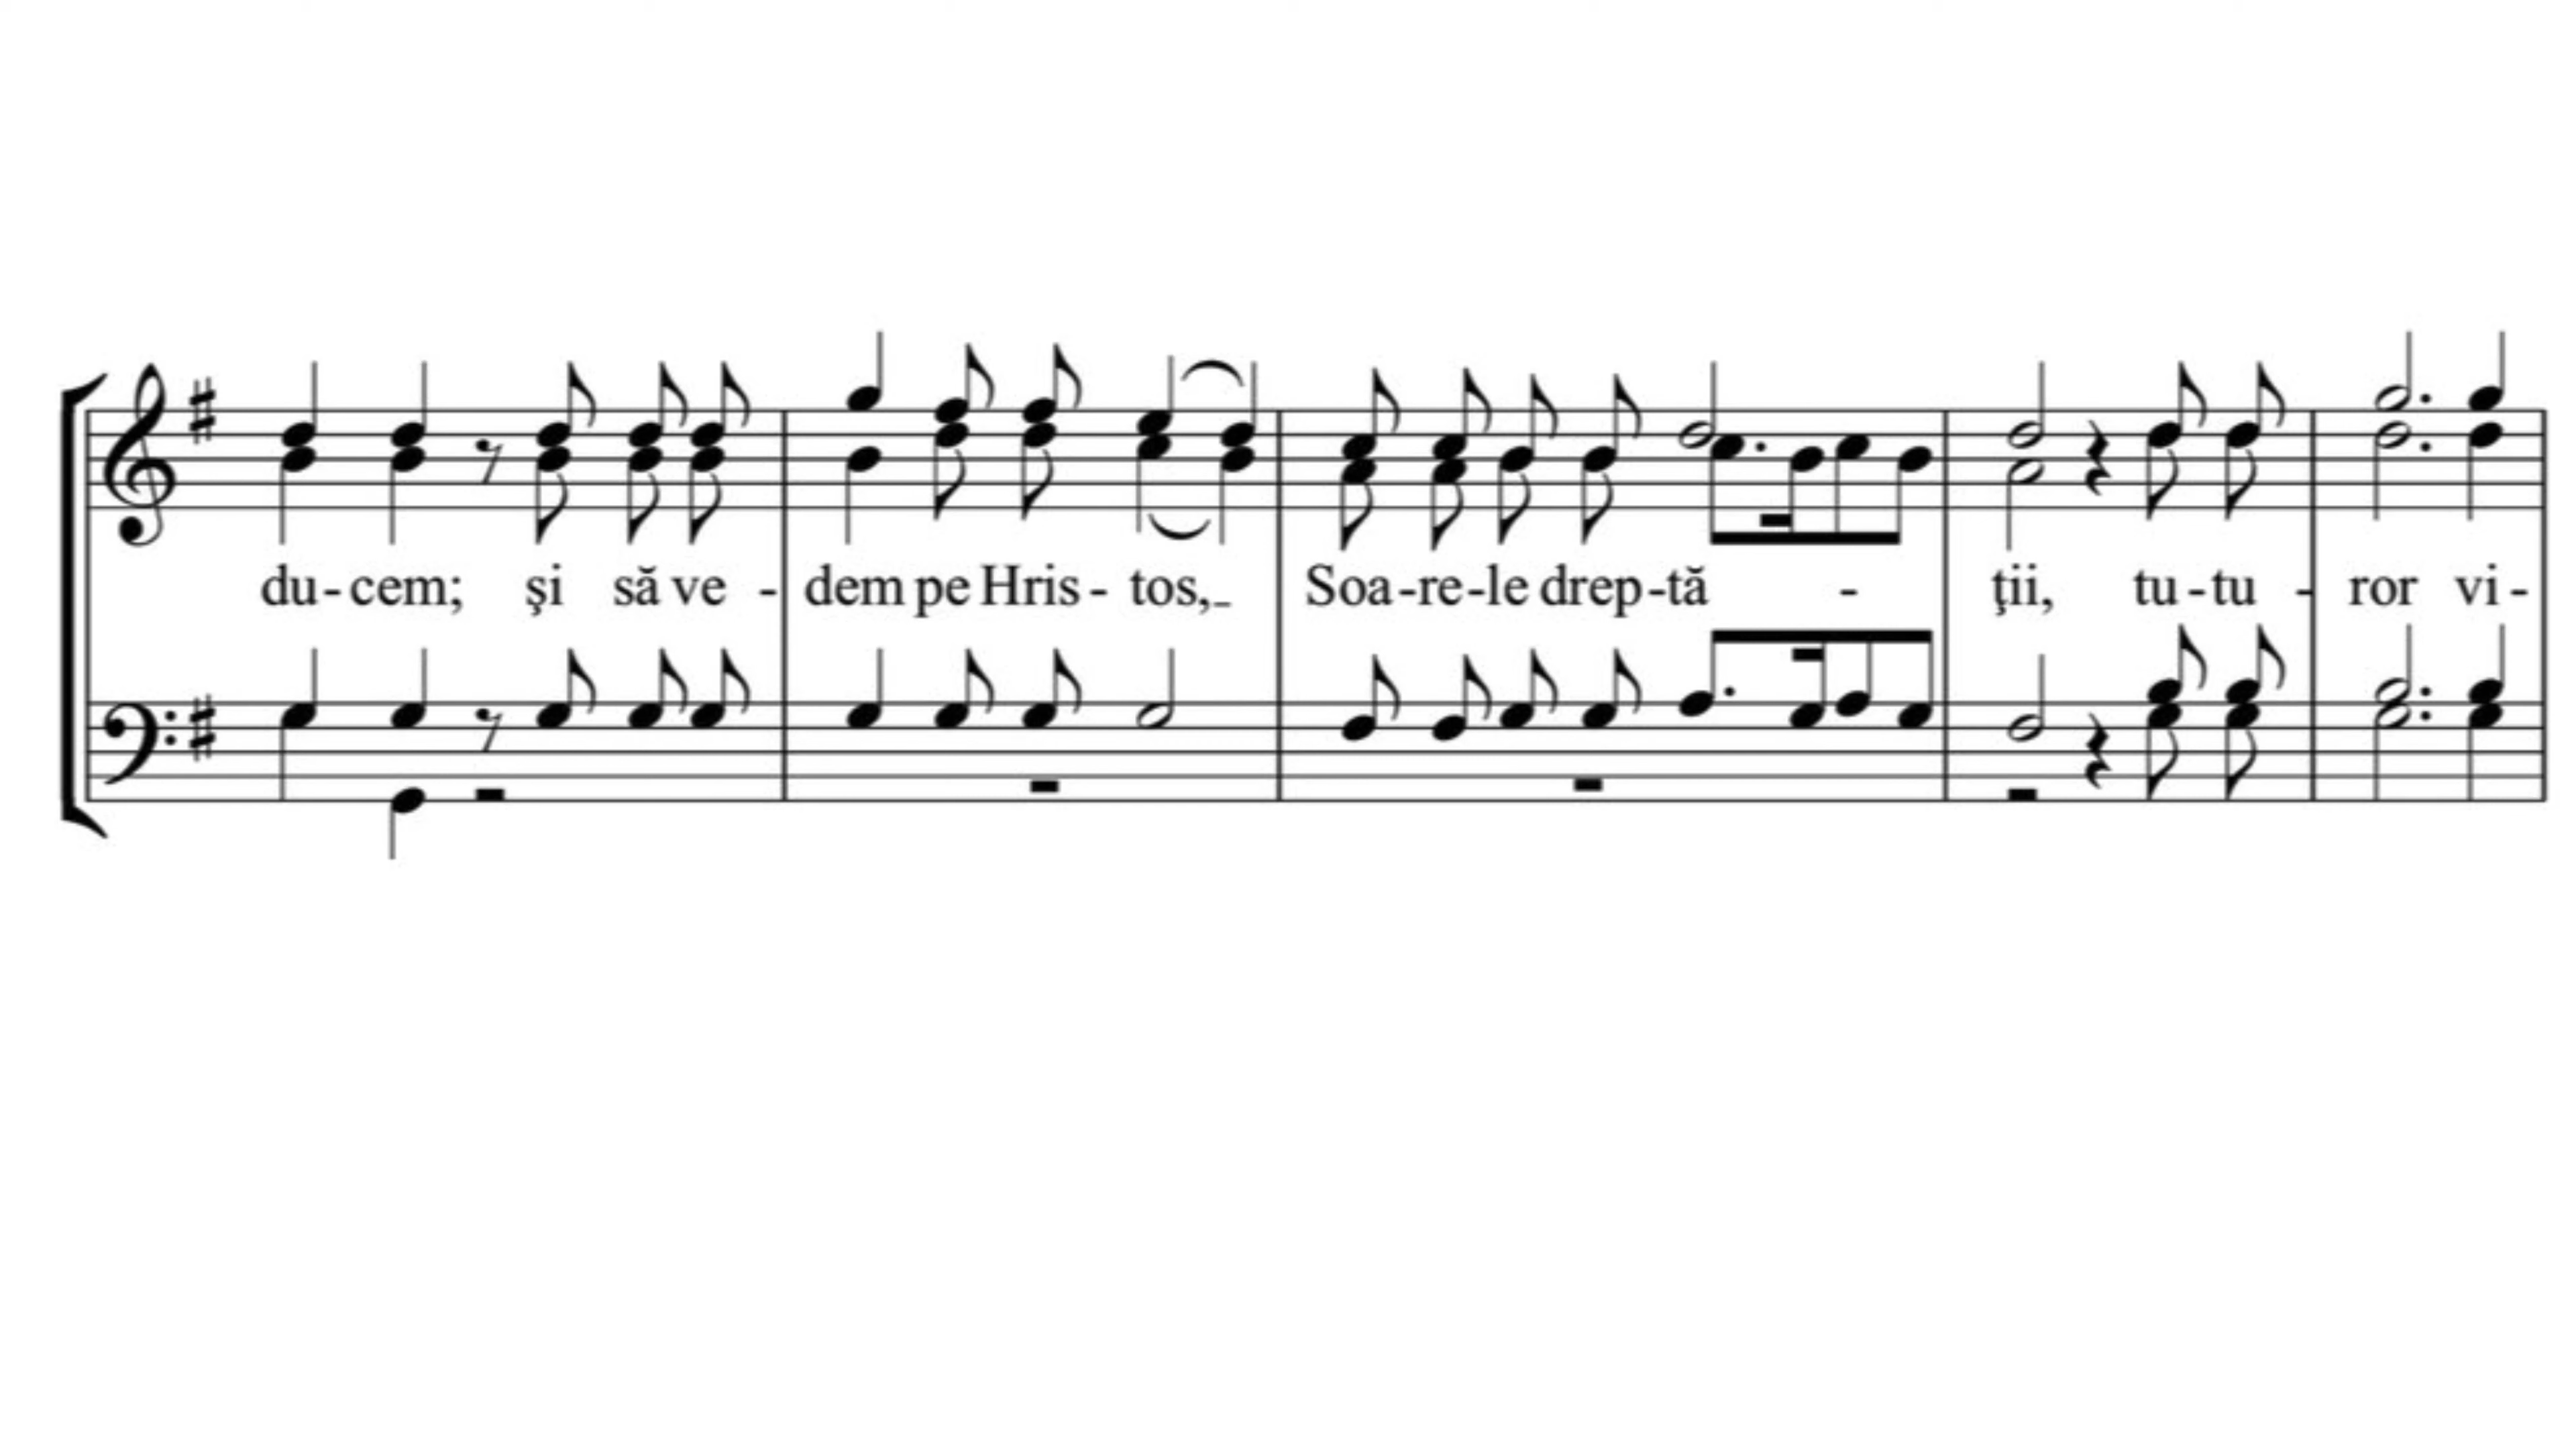 du-cem; şi să ve - dem pe Hris - tos,_ Soa-re-le drep-tă - ţii, tu-tu - ror vi-